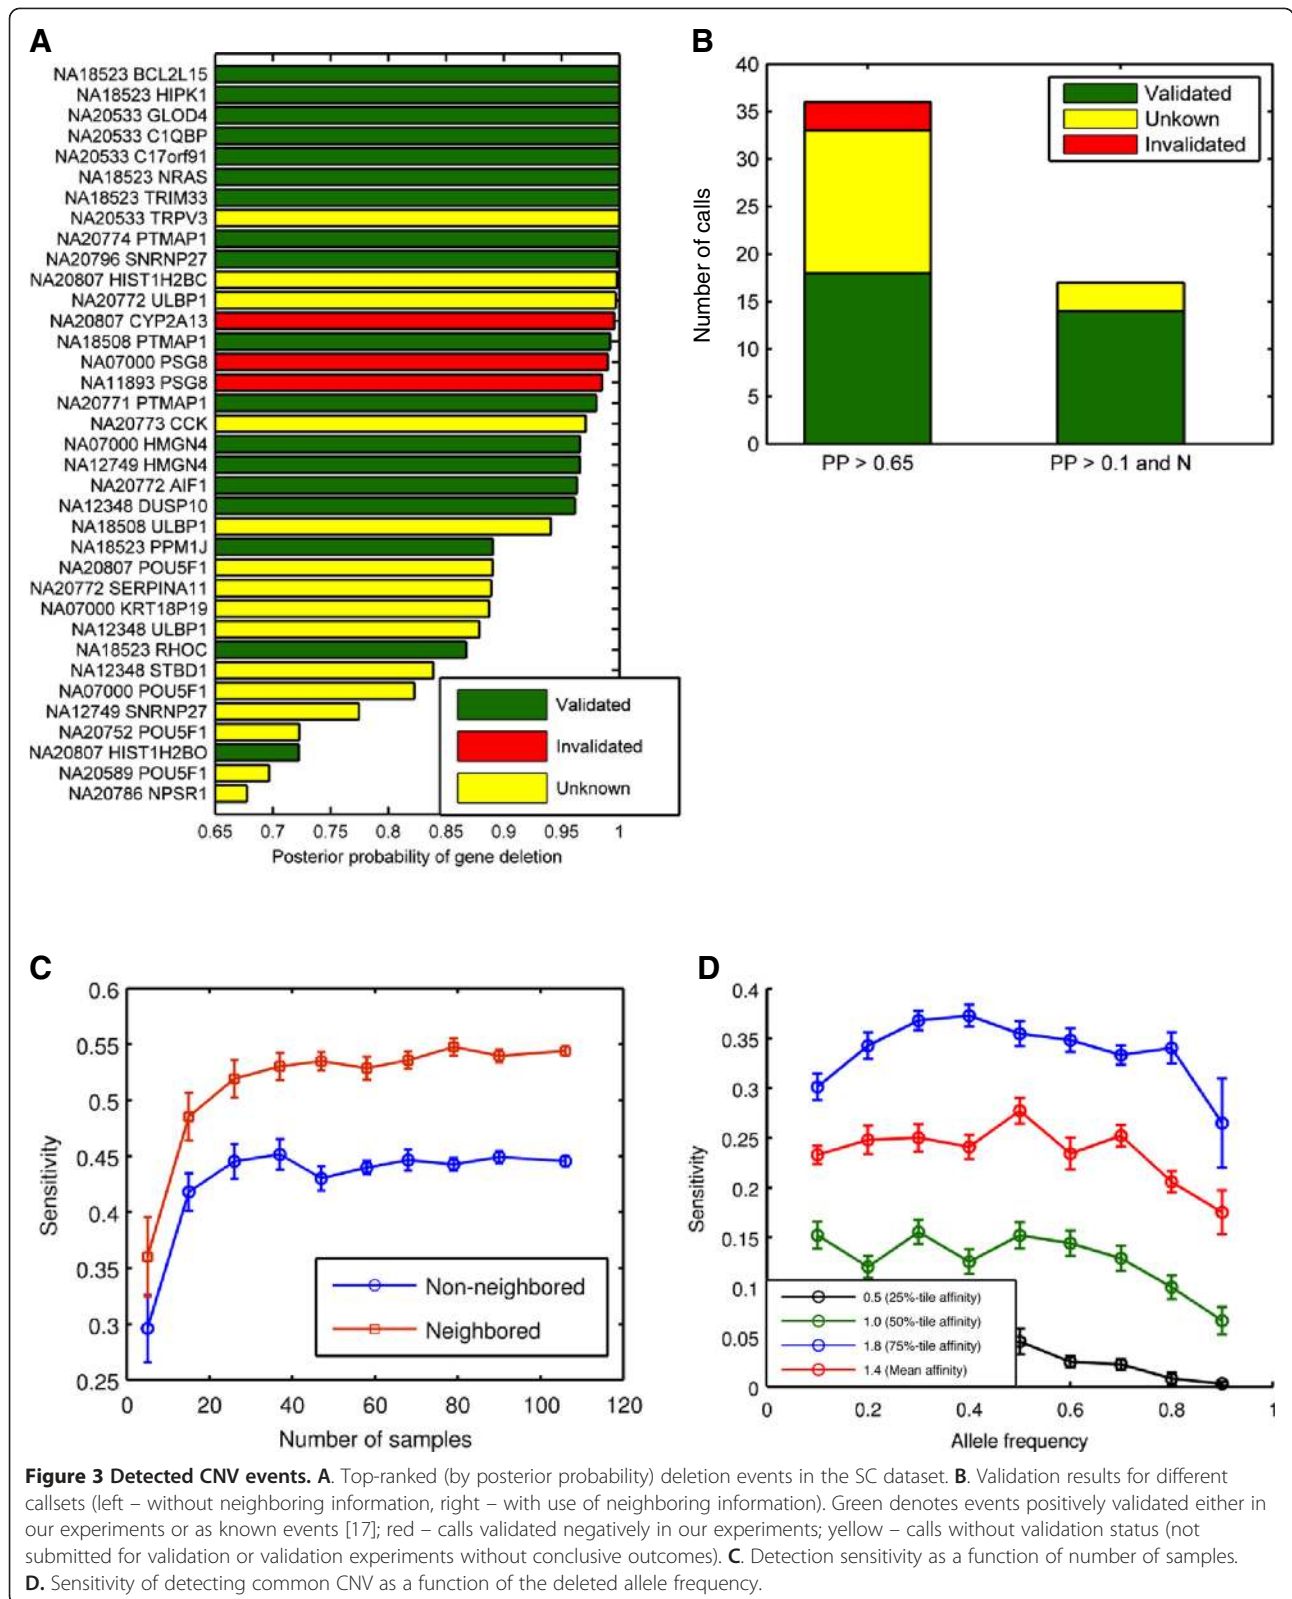 A
NA18523 BCL2L15
NA18523 HIPK1
NA20533 GLOD4
NA20533 C1QBP
NA20533 C17orf91
NA18523 NRAS
NA18523 TRIM33
NA20533 TRPV3
NA20774 PTMAP1
NA20796 SNRNP27
NA20807 HIST1H2BC
NA20772 ULBP1
NA20807 CYP2A13
NA18508 PTMAP1
NA07000 PSG8
NA11893 PSG8
NA20771 PTMAP1
NA20773 CCK
NA07000 HMGN4
NA12749 HMGN4
NA20772 AIF1
NA12348 DUSP10
NA18508 ULBP1
NA18523 PPM1J
NA20807 POU5F1
NA20772 SERPINA11
NA07000 KRT18P19
NA12348 ULBP1
NA18523 RHOC
NA12348 STBD1
NA07000 POU5F1
NA12749 SNRNP27
NA20752 POU5F1
NA20807 HIST1H2BO
NA20589 POU5F1
NA20786 NPSR1
Validated
Invalidated
Unknown
0.65 0.7 0.75 0.8 0.85 0.9 0.95 1
Posterior probability of gene deletion
B
40
35
30
25
20
15
10
5
0
Number of calls
Validated
Unkown
Invalidated
PP > 0.65 PP > 0.1 and N
C
0.6
0.55
0.5
0.45
0.4
0.35
0.3
0.25
Sensitivity
Non-neighbored
Neighbored
0 20 40 60 80 100 120
Number of samples
D
0.4
0.35
0.3
0.25
0.2
0.15
0.1
0.05
0
Sensitivity
0.5 (25%-tile affinity)
1.0 (50%-tile affinity)
1.8 (75%-tile affinity)
1.4 (Mean affinity)
0 0.2 0.4 0.6 0.8 1
Allele frequency
Figure 3 Detected CNV events. A. Top-ranked (by posterior probability) deletion events in the SC dataset. B. Validation results for different
callsets (left – without neighboring information, right – with use of neighboring information). Green denotes events positively validated either in
our experiments or as known events [17]; red – calls validated negatively in our experiments; yellow – calls without validation status (not
submitted for validation or validation experiments without conclusive outcomes). C. Detection sensitivity as a function of number of samples.
D. Sensitivity of detecting common CNV as a function of the deleted allele frequency.